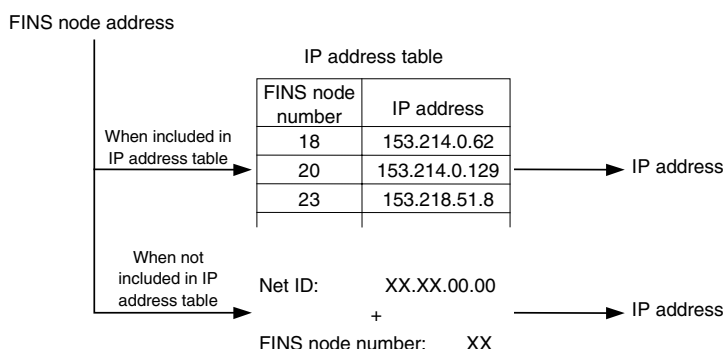 FINS node address
IP address table
FINS node
number
IP address
18
153.214.0.62
20
153.214.0.129
23
153.218.51.8
When included in
IP address table
IP address
When not
included in IP
address table
Net ID: XX.XX.00.00
+
FINS node number: XX
IP address